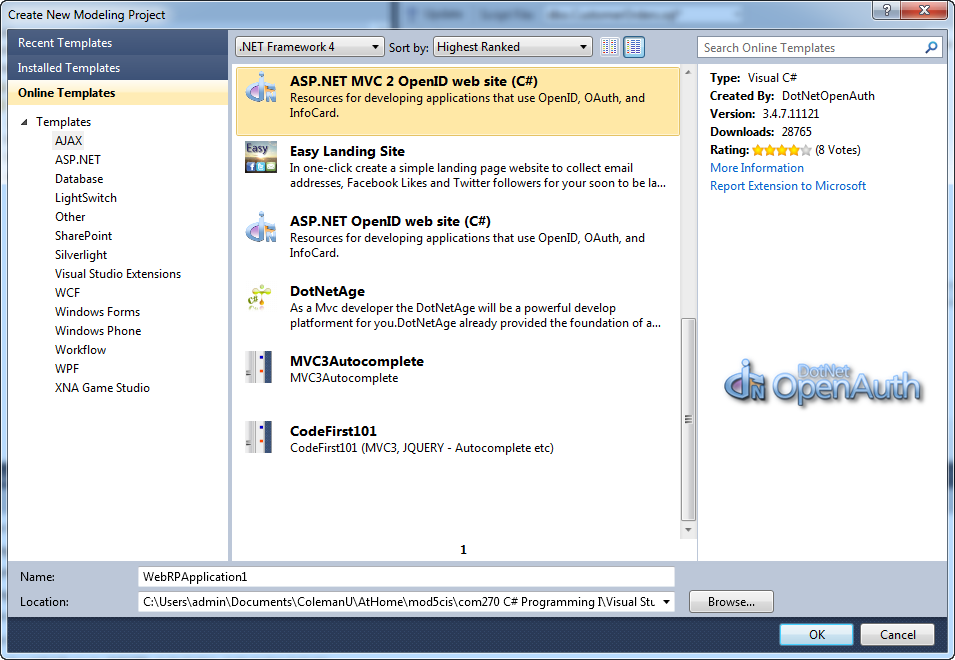 Create New Modeling Project
?
Recent Templates
Installed Templates
Online Templates
Templates
AJAX
ASP.NET
Database
LightSwitch
Other
SharePoint
Silverlight
Visual Studio Extensions
WCF
Windows Forms
Windows Phone
Workflow
WPF
XNA Game Studio
.NET Framework 4
Sort by: Highest Ranked
ASP.NET MVC 2 OpenID web site (C#)
Resources for developing applications that use OpenID, OAuth, and
InfoCard.
Easy
Easy Landing Site
In one-click create a simple landing page website to collect email
addresses, Facebook Likes and Twitter followers for your soon to be la...
ASP.NET OpenID web site (C#)
Resources for developing applications that use OpenID, OAuth, and
InfoCard.
DotNetAge
As a Mvc developer the DotNetAge will be a powerful develop
platforment for you.DotNetAge already provided the foundation of a...
MVC3Autocomplete
MVC3Autocomplete
CodeFirst101
CodeFirst101 (MVC3, JQUERY - Autocomplete etc)
1
Search Online Templates
Type: Visual C#
Created By: DotNetOpenAuth
Version: 3.4.7.11121
Downloads: 28765
Rating: (8 Votes)
More Information
Report Extension to Microsoft
DotNet
OpenAuth
Name: WebRPApplication1
Location: C:\Users\admin\Documents\ColemanU\AtHome\mod5cis\com270 C# Programming I\Visual Stu
Browse...
OK
Cancel